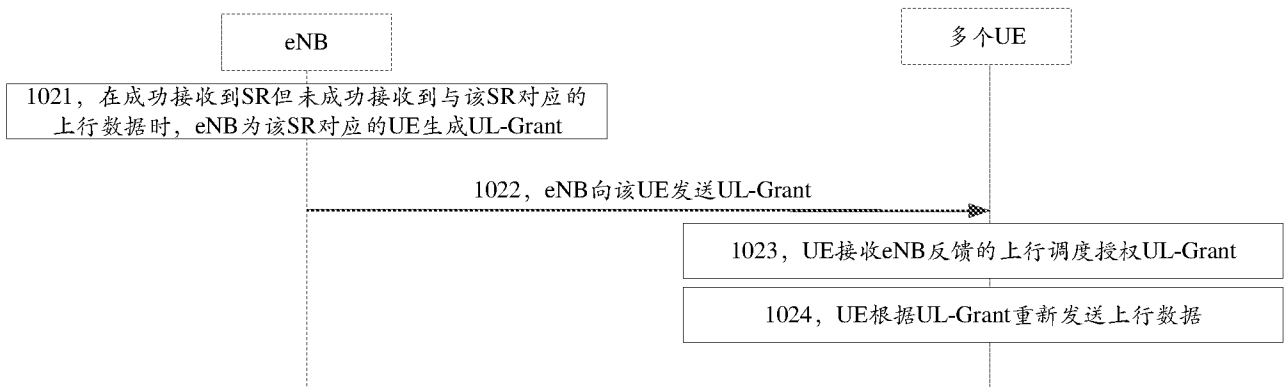 eNB
多个UE
1021，在成功接收到SR但未成功接收到与该SR对应的
上行数据时，eNB为该SR对应的UE生成UL-Grant
1022，eNB向该UE发送UL-Grant
1023，UE接收eNB反馈的上行调度授权UL-Grant
1024，UE根据UL-Grant重新发送上行数据